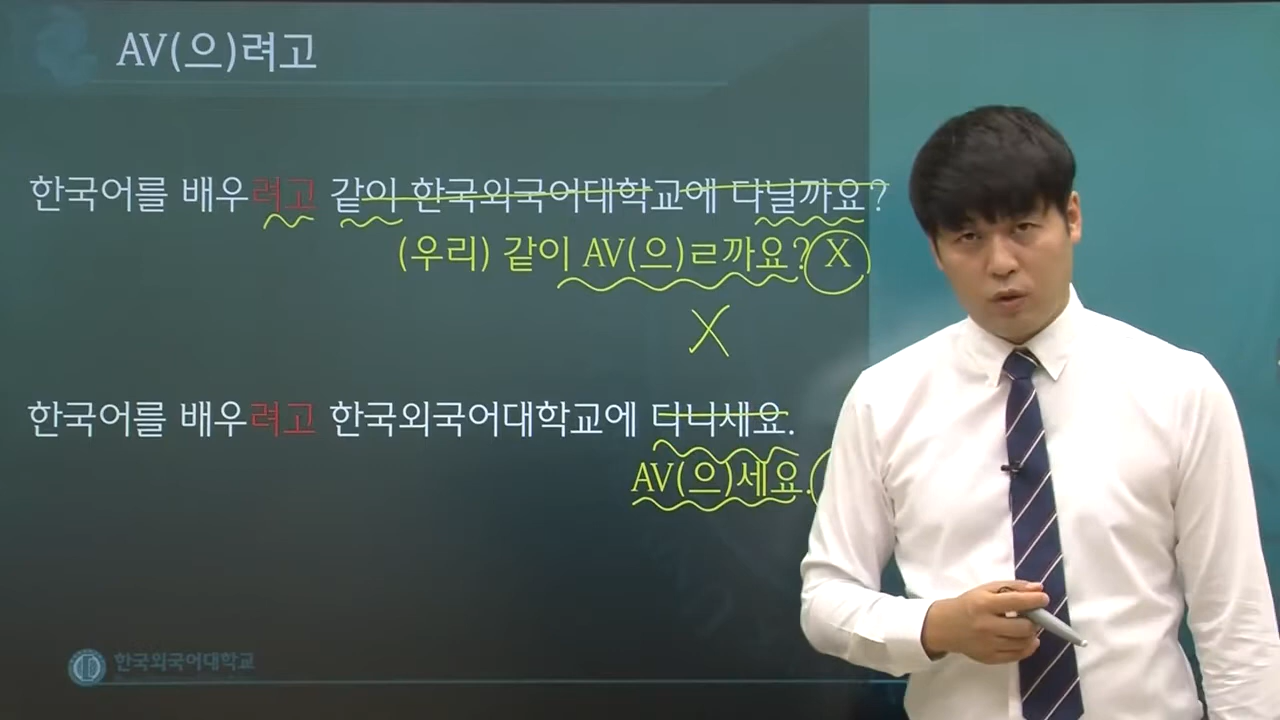 AV(으)려고
한국어를 배우려고 같이 한국외국어대학교에 다닐까요?
(우리) 같이 AV(으)ㄹ까요? X
X
한국어를 배우려고 한국외국어대학교에 다니세요.
AV(으)세요.
한국외국어대학교